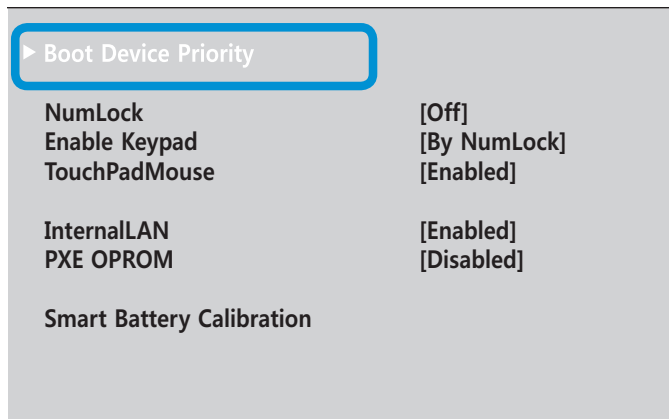 ▶ Boot Device Priority
NumLock [Off]
Enable Keypad [By NumLock]
TouchPadMouse [Enabled]
InternalLAN [Enabled]
PXE OPROM [Disabled]
Smart Battery Calibration